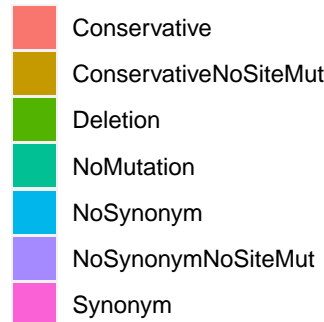 Conservative
ConservativeNoSiteMut
Deletion
NoMutation
NoSynonym
NoSynonymNoSiteMut
Synonym